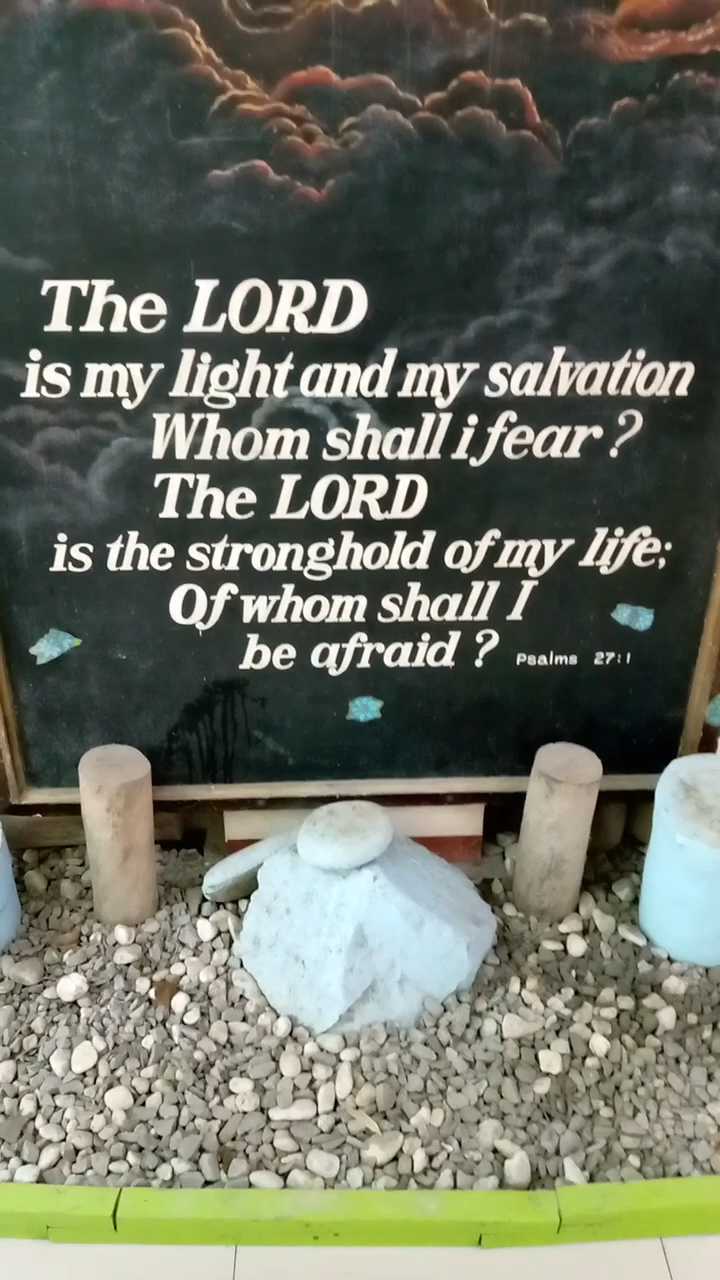 The LORD
is my light and my salvation
Whom shall i fear ?
The LORD
is the stronghold of my life;
Of whom shall I
be afraid ? Psalms 27:1